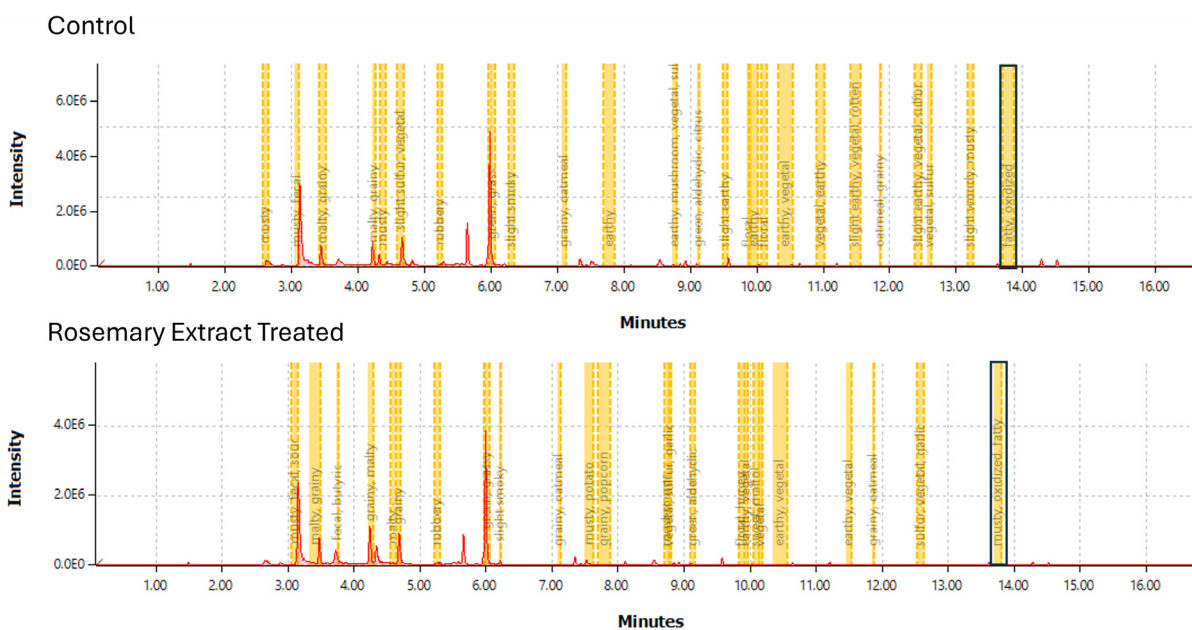 Control
Intensity
6.0E6
4.0E6
2.0E6
0.0E0
musty
musty, fecal
malty, grainy
malty, grainy
musty
slight sulfur, vegetal
rubbery
slight smoky
grainy, oatmeal
earthy
earthy, mushroom, vegetal, sul
green, aldehydic, citrus
slight earthy
earthy
floral
earthy, vegetal
vegetal, earthy
slight earthy, vegetal, rotten
oatmeal, grainy
slight earthy, vegetal, sulfur
vegetal, sulfur
slight woody, musty
fatty, oxidized
1.00 2.00 3.00 4.00 5.00 6.00 7.00 8.00 9.00 10.00 11.00 12.00 13.00 14.00 15.00 16.00
Minutes
Rosemary Extract Treated
Intensity
4.0E6
2.0E6
0.0E0
musty, fecal, sour
malty, grainy
fecal, butyric
grainy, malty
malty
grainy
rubbery
slight smoky
grainy, oatmeal
musty, potato
grainy, popcorn
green, aldehydic
earthy, vegetal
earthy, vegetal
grainy, oatmeal
sulfur, vegetal, garlic
musty, oxidized, fatty
1.00 2.00 3.00 4.00 5.00 6.00 7.00 8.00 9.00 10.00 11.00 12.00 13.00 14.00 15.00 16.00
Minutes